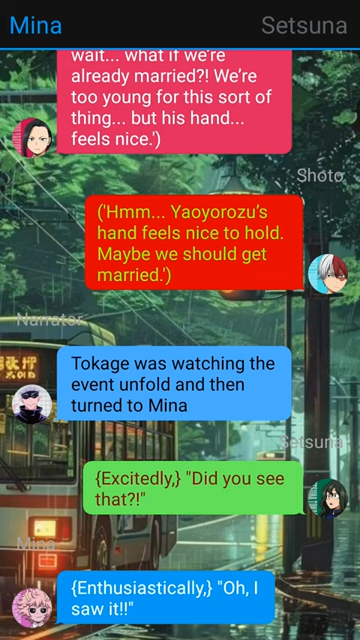 Mina
Setsuna
wait... what if we're
already married?! We're
too young for this sort of
thing... but his hand...
feels nice.')
Shoto
('Hmm... Yaoyorozu's
hand feels nice to hold.
Maybe we should get
married.')
Narrator
Tokage was watching the
event unfold and then
turned to Mina
Setsuna
{Excitedly,} "Did you see
that?!"
Mina
{Enthusiastically,} "Oh, I
saw it!!"